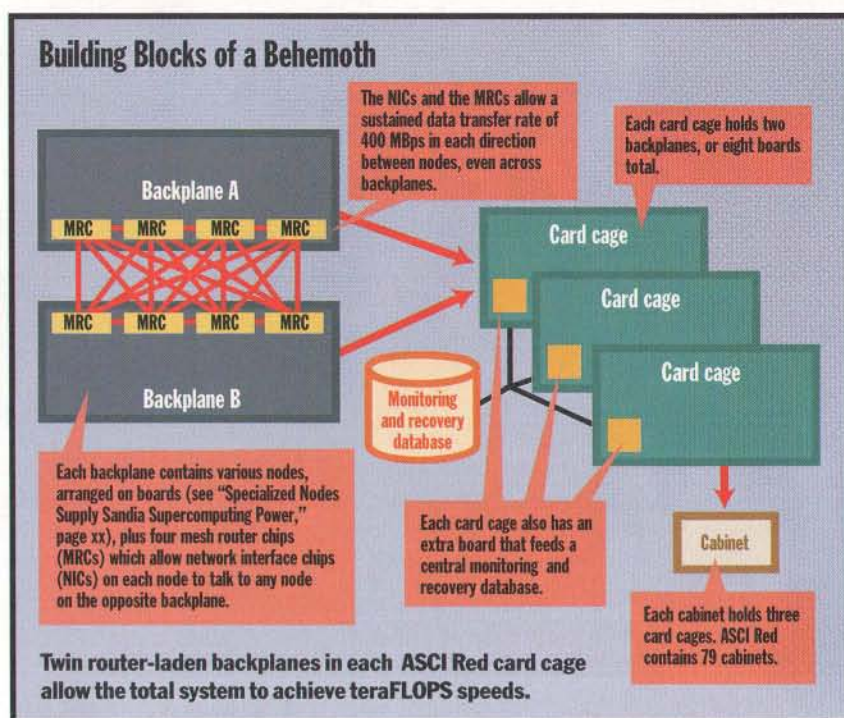 Building Blocks of a Behemoth
The NICs and the MRCs allow a
sustained data transfer rate of
400 MBps in each direction
between nodes, even across
backplanes.
Each card cage holds two
backplanes, or eight boards
total.
Backplane A
MRC MRC MRC MRC
MRC MRC MRC MRC
Backplane B
Card cage
Card cage
Card cage
Monitoring
and recovery
database
Each backplane contains various nodes,
arranged on boards (see “Specialized Nodes
Supply Sandia Supercomputing Power,”
page xx), plus four mesh router chips
(MRCs) which allow network interface chips
(NICs) on each node to talk to any node
on the opposite backplane.
Each card cage also has an
extra board that feeds a
central monitoring and
recovery database.
Cabinet
Each cabinet holds three
card cages. ASCI Red
contains 79 cabinets.
Twin router-laden backplanes in each ASCI Red card cage
allow the total system to achieve teraFLOPS speeds.